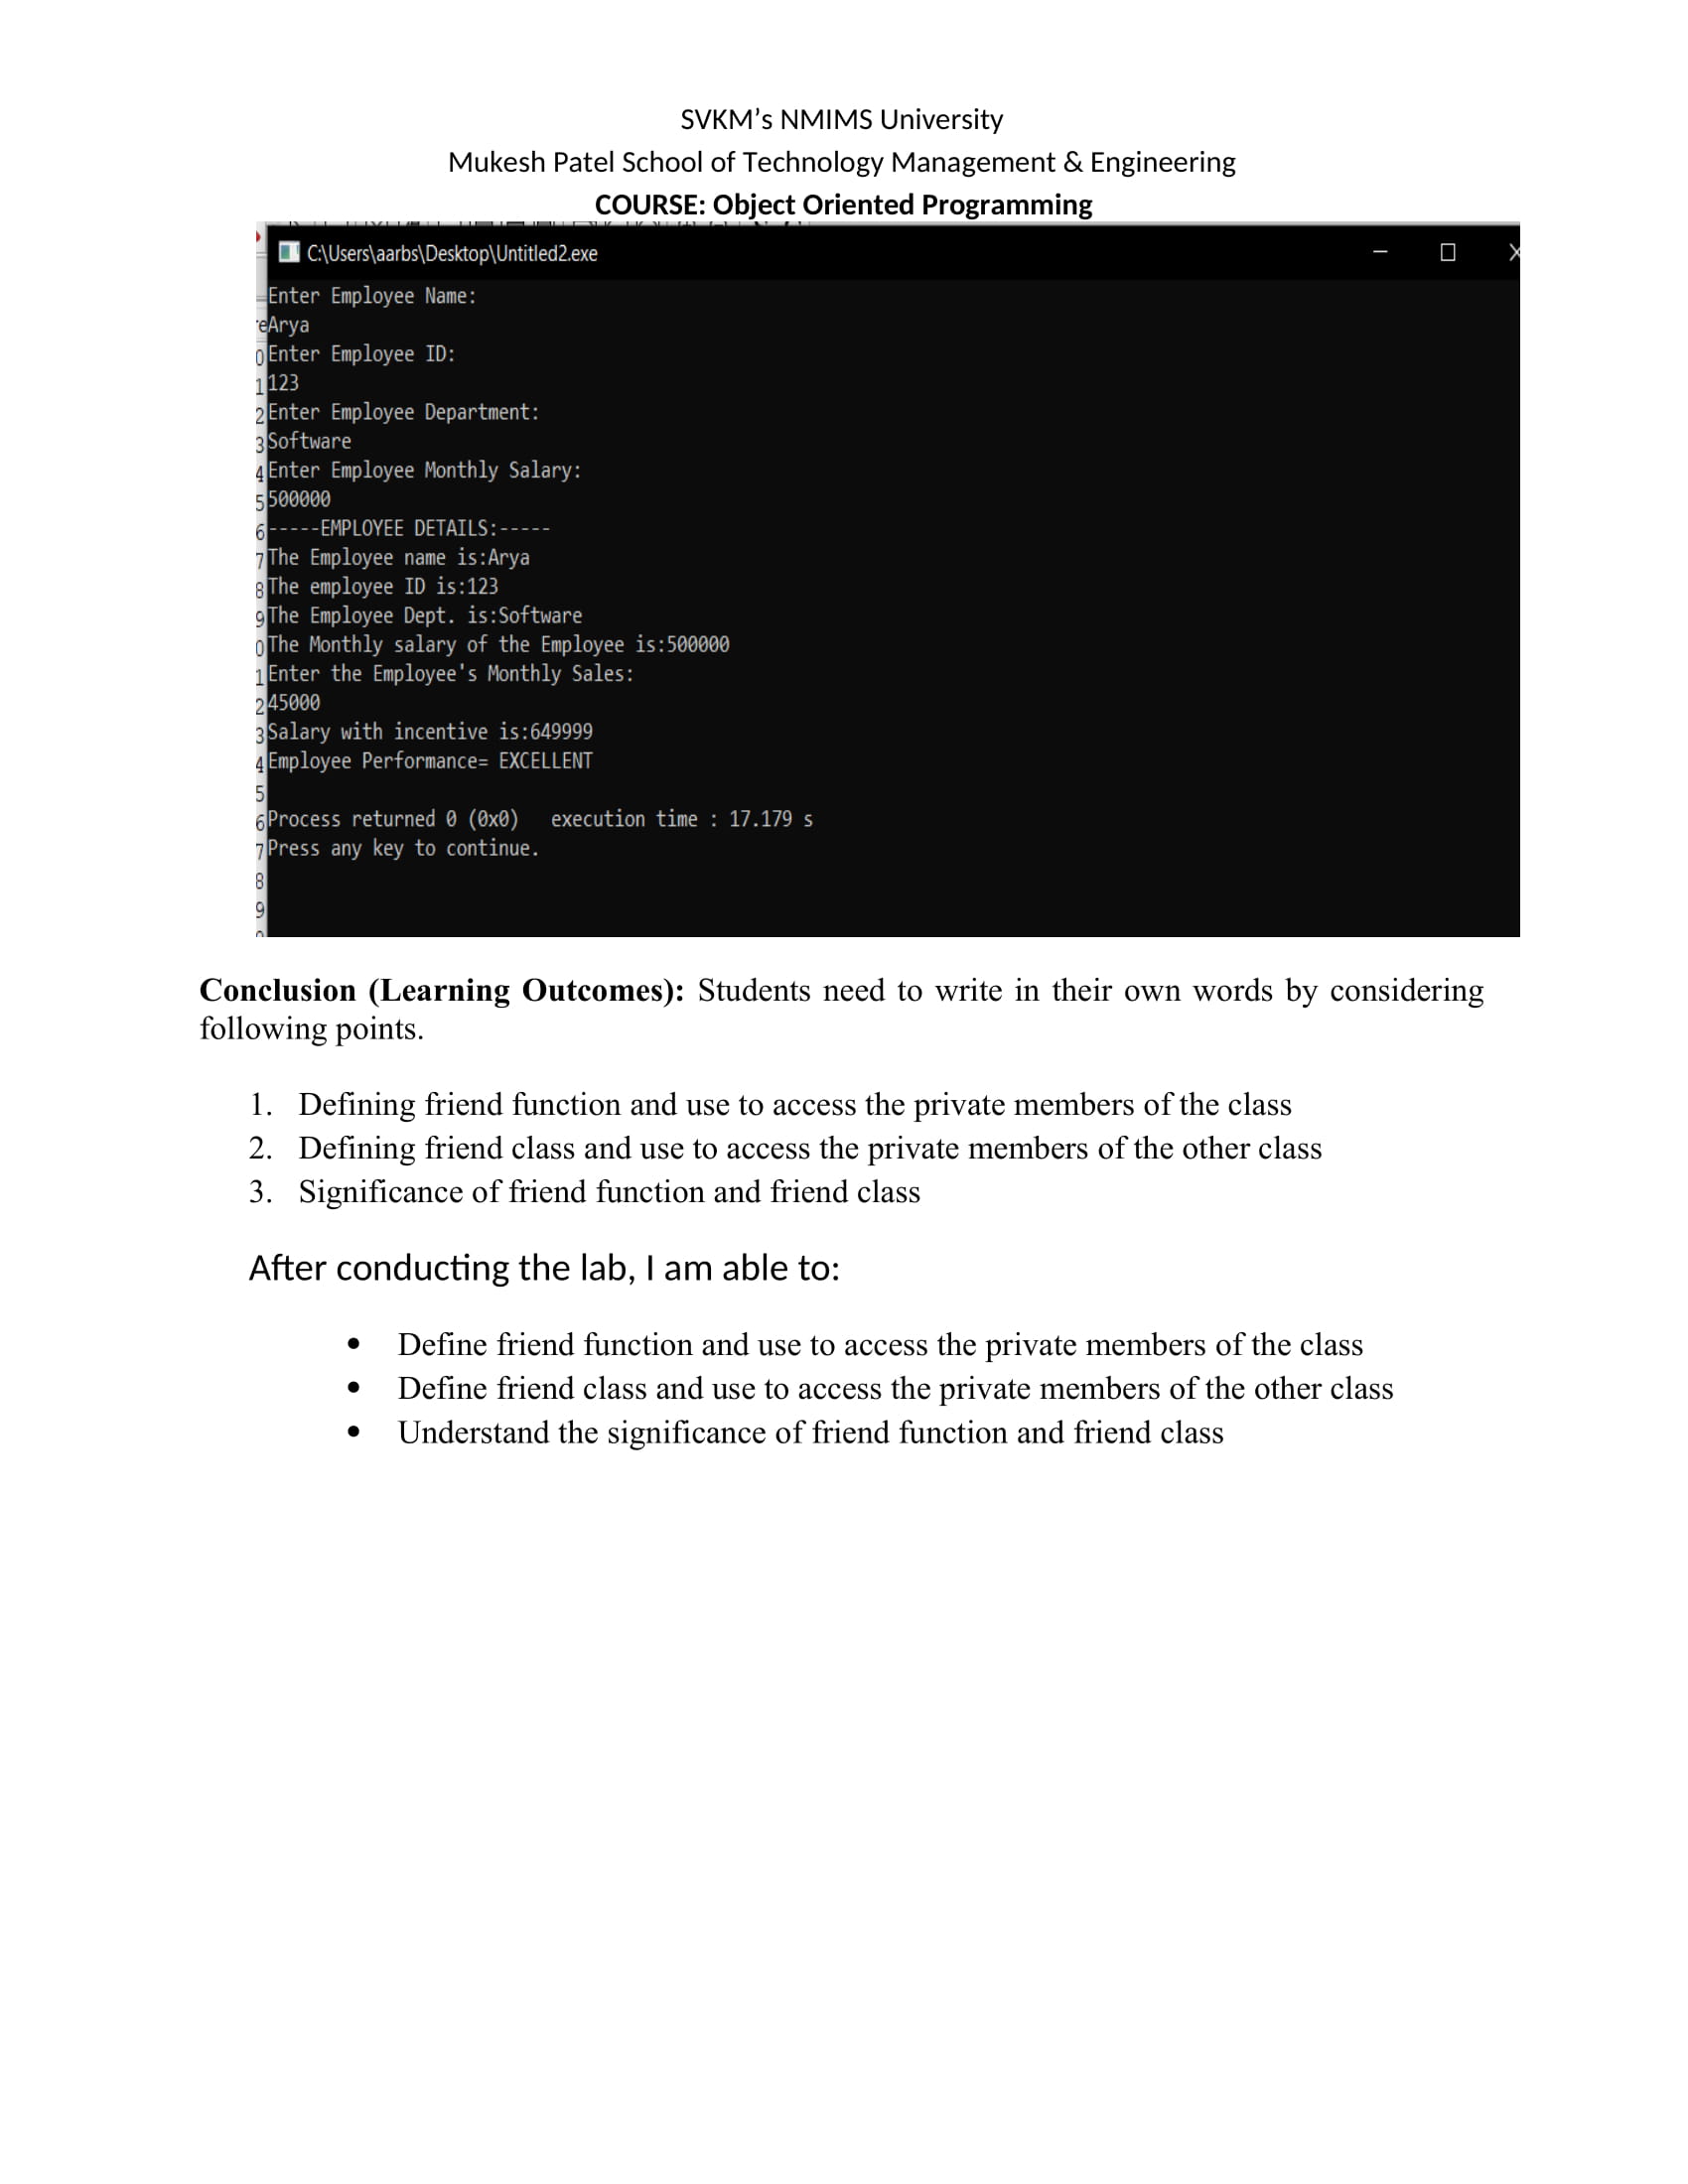 SVKM’s NMIMS University
Mukesh Patel School of Technology Management & Engineering
COURSE: Object Oriented Programming
C:\Users\aarbs\Desktop\Untitled2.exe
Enter Employee Name:
Arya
Enter Employee ID:
123
Enter Employee Department:
Software
Enter Employee Monthly Salary:
500000
-----EMPLOYEE DETAILS:-----
The Employee name is:Arya
The employee ID is:123
The Employee Dept. is:Software
The Monthly salary of the Employee is:500000
Enter the Employee's Monthly Sales:
45000
Salary with incentive is:649999
Employee Performance= EXCELLENT
Process returned 0 (0x0)   execution time : 17.179 s
Press any key to continue.
Conclusion (Learning Outcomes): Students need to write in their own words by considering
following points.
1. Defining friend function and use to access the private members of the class
2. Defining friend class and use to access the private members of the other class
3. Significance of friend function and friend class
After conducting the lab, I am able to:
• Define friend function and use to access the private members of the class
• Define friend class and use to access the private members of the other class
• Understand the significance of friend function and friend class